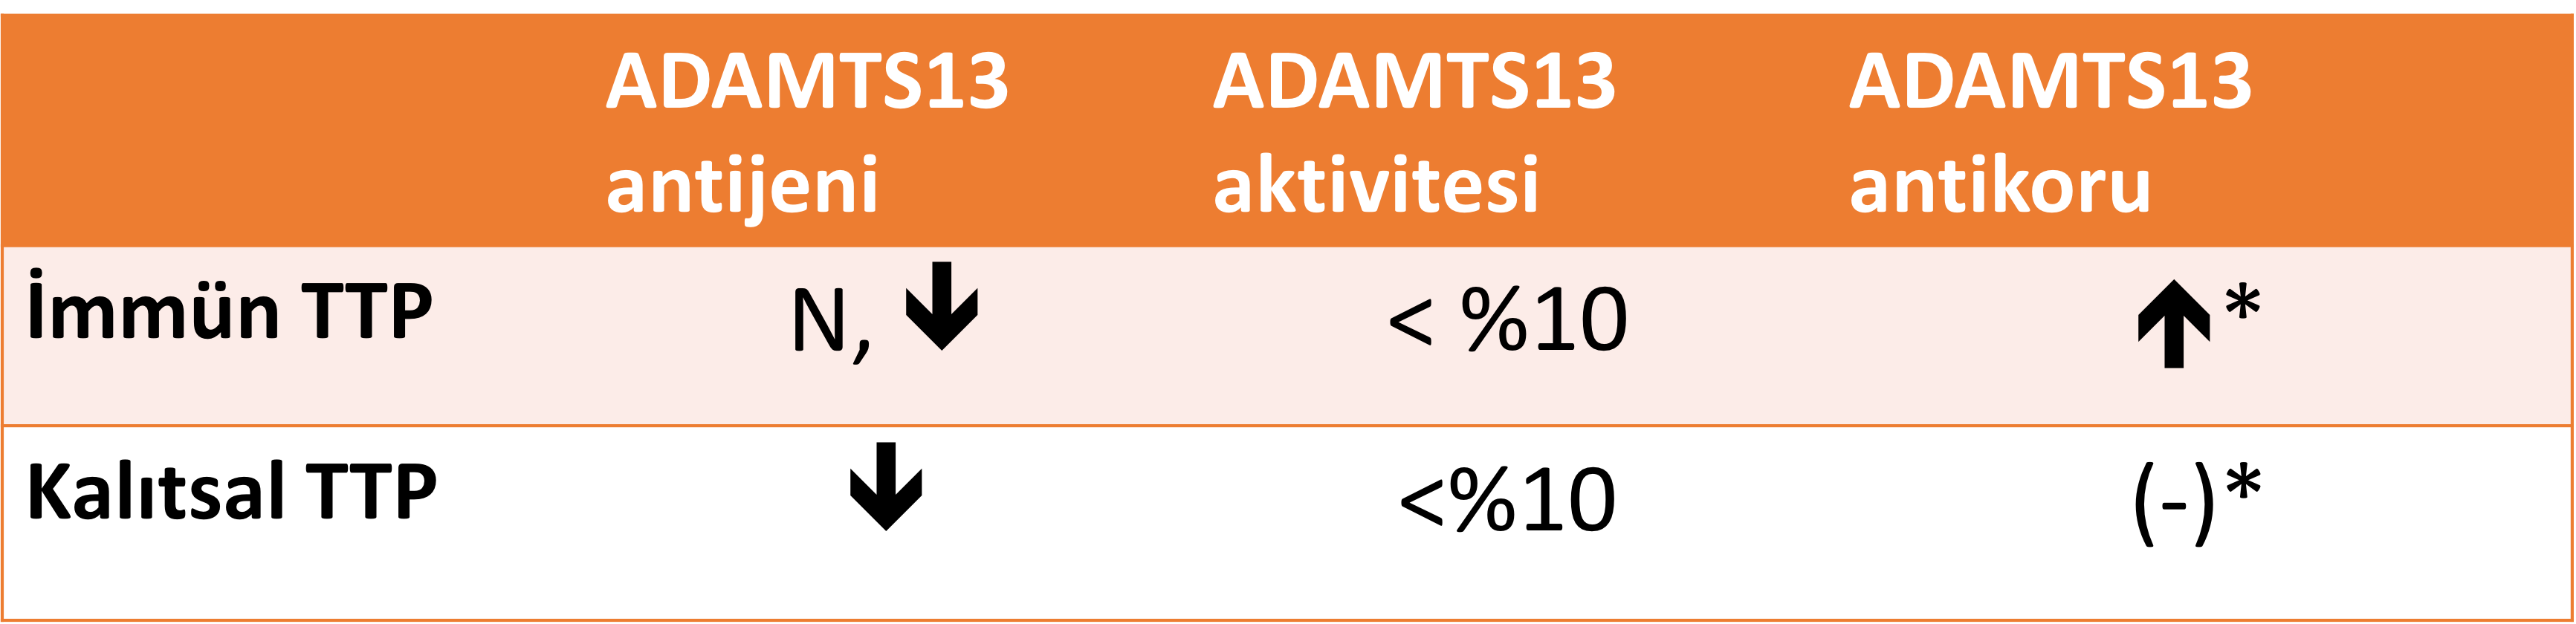 ADAMTS13 antijeni
ADAMTS13 aktivitesi
ADAMTS13 antikoru
İmmün TTP N, ↓ < %10 ↑*
Kalıtsal TTP ↓ <%10 (-)*